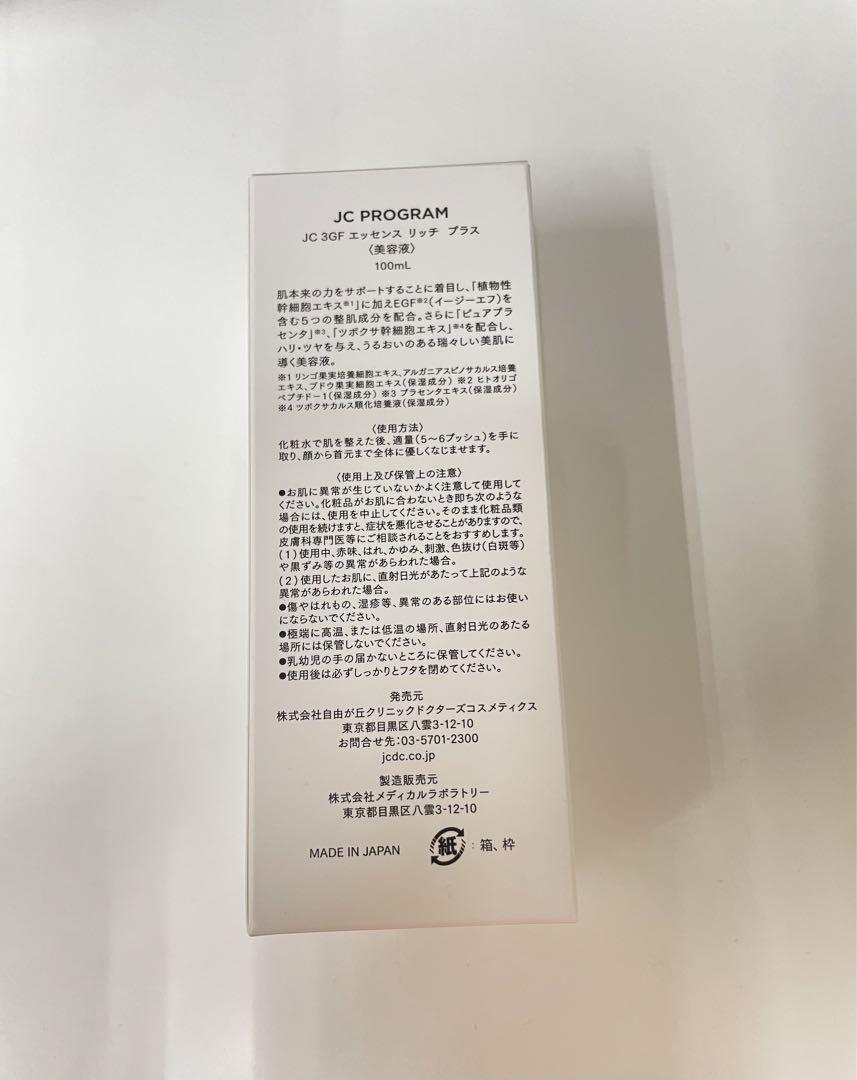 JC PROGRAM
JC 3GF エッセンス リッチ プラス
〈美容液〉
100mL
肌本来の力をサポートすることに着目し、「植物性
幹細胞エキス※1」に加えEGF※2(イージーエフ)を
含む5つの整肌成分を配合。さらに「ピュアプラ
センタ」※3、「ツボクサ幹細胞エキス」※4を配合し、
ハリ・ツヤを与え、うるおいのある瑞々しい美肌に
導く美容液。
※1 リンゴ果実培養細胞エキス、アルガニアスピノサカルス培養
エキス、ブドウ果実細胞エキス(保湿成分) ※2 ヒトオリゴ
ペプチド-1(保湿成分) ※3 プラセンタエキス(保湿成分)
※4 ツボクサカルス順化培養液(保湿成分)
〈使用方法〉
化粧水で肌を整えた後、適量(5〜6プッシュ)を手に
取り、顔から首元まで全体に優しくなじませます。
〈使用上及び保管上の注意〉
●お肌に異常が生じていないかよく注意して使用して
ください。化粧品がお肌に合わないとき即ち次のような
場合には、使用を中止してください。そのまま化粧品類
の使用を続けますと、症状を悪化させることがありますので、
皮膚科専門医等にご相談されることをおすすめします。
(1)使用中、赤味、はれ、かゆみ、刺激、色抜け(白斑等)
や黒ずみ等の異常があらわれた場合。
(2)使用したお肌に、直射日光があたって上記のような
異常があらわれた場合。
●傷やはれもの、湿疹等、異常のある部位にはお使い
にならないでください。
●極端に高温、または低温の場所、直射日光のあたる
場所には保管しないでください。
●乳幼児の手の届かないところに保管してください。
●使用後は必ずしっかりとフタを閉めてください。
発売元
株式会社自由が丘クリニックドクターズコスメティクス
東京都目黒区八雲3-12-10
お問合せ先:03-5701-2300
jcdc.co.jp
製造販売元
株式会社メディカルラボラトリー
東京都目黒区八雲3-12-10
MADE IN JAPAN 紙:箱、枠